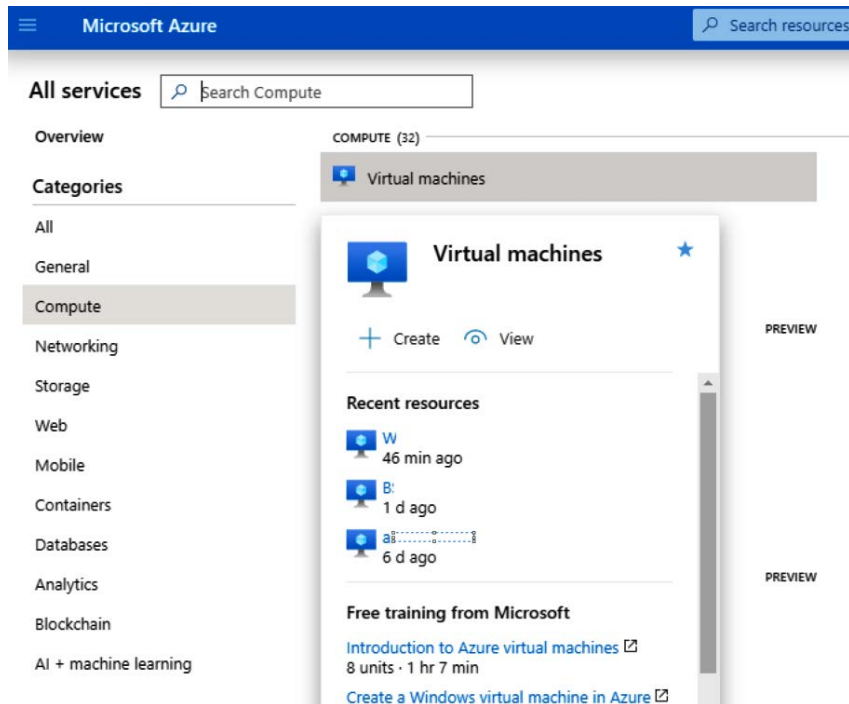 Microsoft Azure
Search resources
All services
Search Compute
Overview
Categories
All
General
Compute
Networking
Storage
Web
Mobile
Containers
Databases
Analytics
Blockchain
AI + machine learning
COMPUTE (32)
Virtual machines
Virtual machines
Create
View
PREVIEW
Recent resources
W
46 min ago
1 d ago
6 d ago
PREVIEW
Free training from Microsoft
Introduction to Azure virtual machines
8 units · 1 hr 7 min
Create a Windows virtual machine in Azure